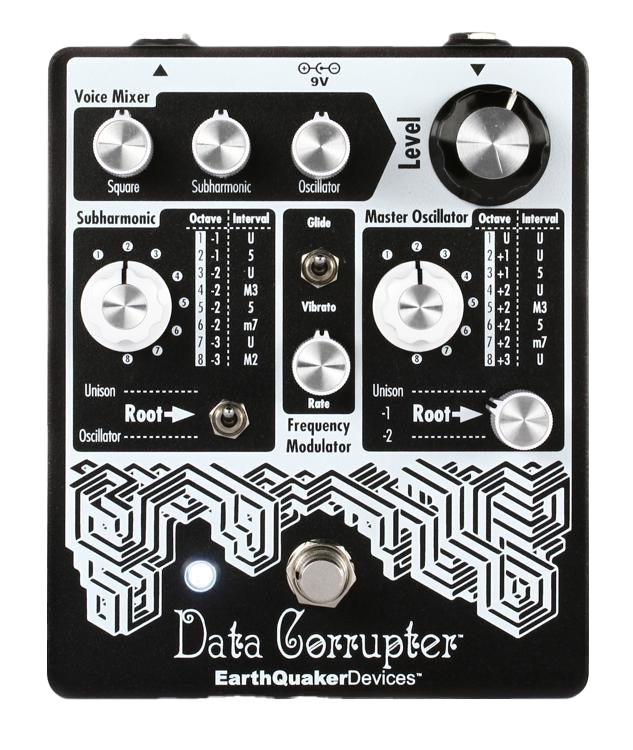 9V
Voice Mixer
Square
Subharmonic
Oscillator
Level
Subharmonic
Octave Interval
1 -1 U
2 -1 5
3 -2 U
4 -2 M3
5 -2 5
6 -2 m7
7 -3 U
8 -3 M2
1
2
3
4
5
6
7
8
Unison
Root
Oscillator
Glide
Vibrato
Rate
Frequency
Modulator
Master Oscillator
Octave Interval
1 U U
2 +1 U
3 +1 5
4 +2 U
5 +2 M3
6 +2 5
7 +2 m7
8 +3 U
1
2
3
4
5
6
7
8
Unison
-1 Root
-2
Data Corrupter™
EarthQuakerDevices™